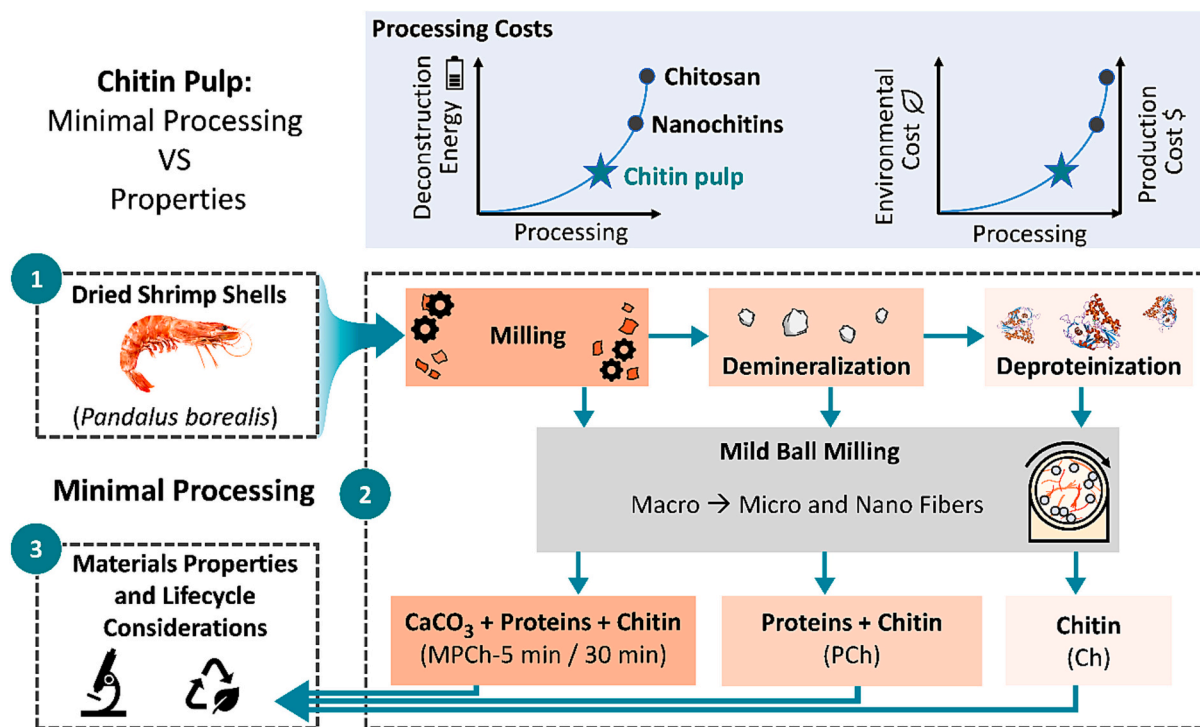 Chitin Pulp:
Minimal Processing
VS
Properties
Processing Costs
Deconstruction
Energy
Chitosan
Nanochitins
Chitin pulp
Processing
Environmental
Cost
Production
Cost $
Processing
1
Dried Shrimp Shells
(Pandalus borealis)
Milling
Demineralization
Deproteinization
Mild Ball Milling
Macro → Micro and Nano Fibers
Minimal Processing
2
3
Materials Properties
and Lifecycle
Considerations
CaCO₃ + Proteins + Chitin
(MPCh-5 min / 30 min)
Proteins + Chitin
(PCh)
Chitin
(Ch)